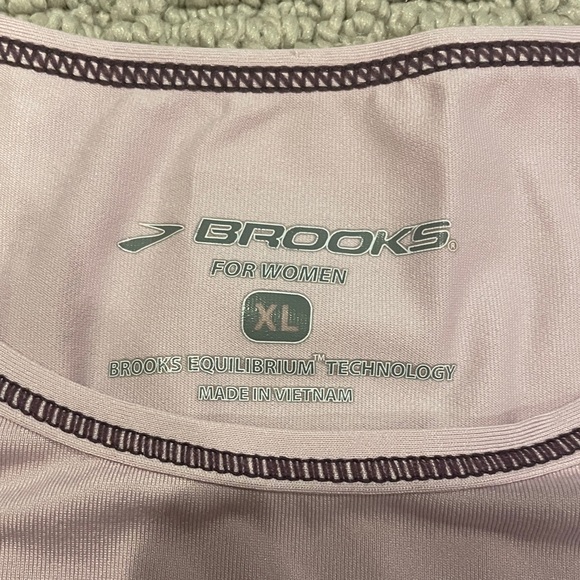 BROOKS®
FOR WOMEN
XL
BROOKS EQUILIBRIUM™ TECHNOLOGY
MADE IN VIETNAM